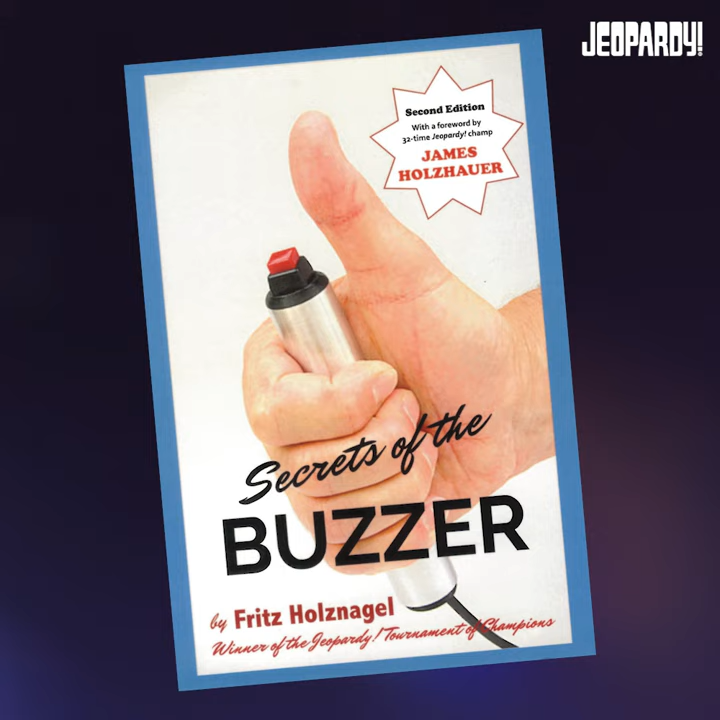 JEOPARDY!
Second Edition
With a foreword by
32-time Jeopardy! champ
JAMES
HOLZHAUER
Secrets of the
BUZZER
by Fritz Holznagel
Winner of the Jeopardy! Tournament of Champions